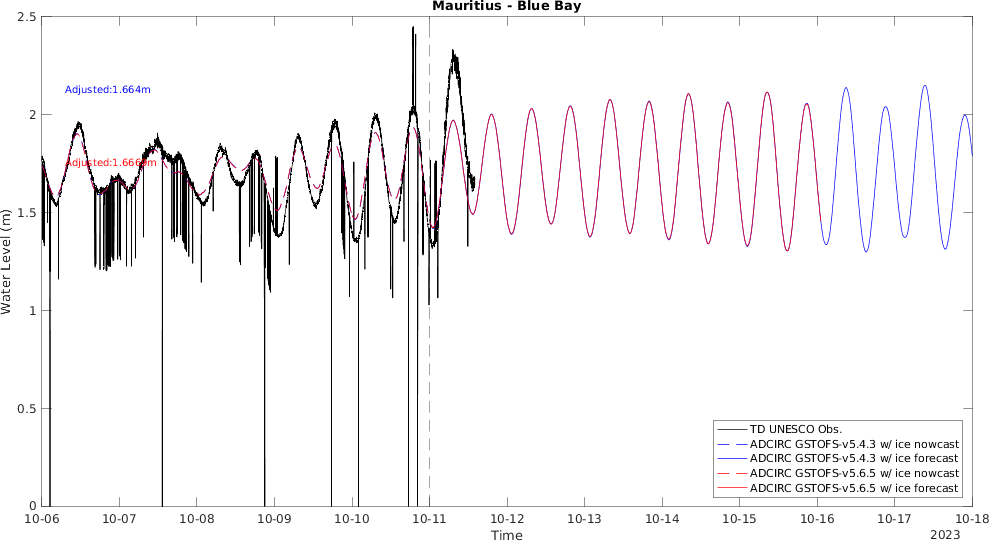 Mauritius - Blue Bay
2.5
2
1.5
1
0.5
0
Water Level (m)
Adjusted:1.664m
TD UNESCO Obs.
ADCIRC GSTOFS-v5.4.3 w/ ice nowcast
ADCIRC GSTOFS-v5.4.3 w/ ice forecast
ADCIRC GSTOFS-v5.6.5 w/ ice nowcast
ADCIRC GSTOFS-v5.6.5 w/ ice forecast
10-06 10-07 10-08 10-09 10-10 10-11 10-12 10-13 10-14 10-15 10-16 10-17 10-18
Time
2023